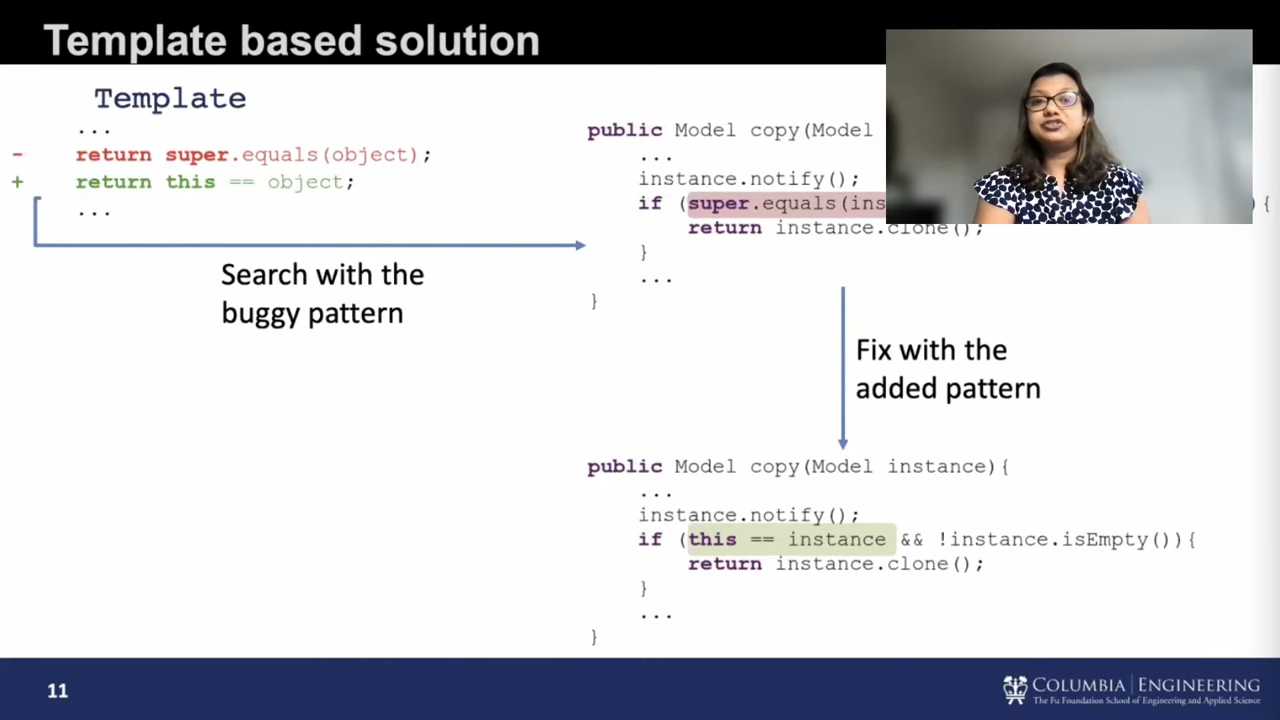 Template based solution
Template
...
- return super.equals(object);
+ return this == object;
...
Search with the
buggy pattern
public Model copy(Model
...
instance.notify();
if (super.equals(ins
{
return instance.clone();
}
...
}
Fix with the
added pattern
public Model copy(Model instance){
...
instance.notify();
if (this == instance && !instance.isEmpty()){
return instance.clone();
}
...
}
11
COLUMBIA | ENGINEERING
The Fu Foundation School of Engineering and Applied Science